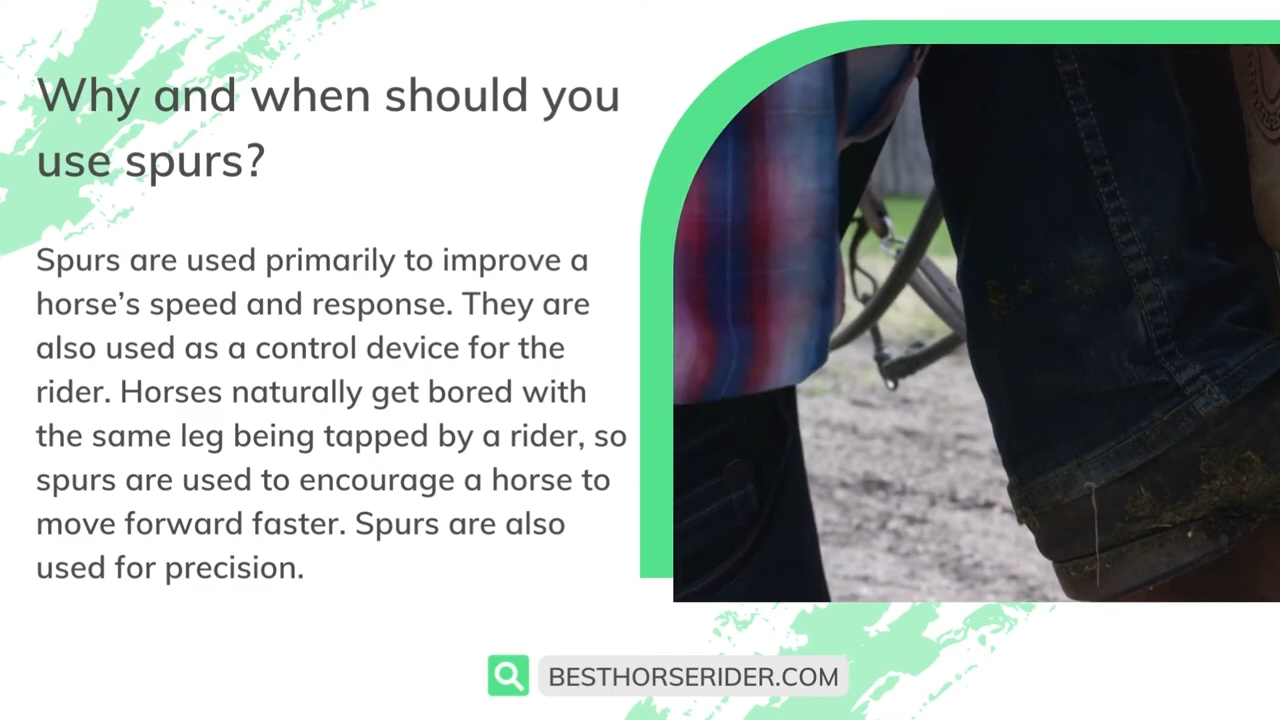 Why and when should you
use spurs?
Spurs are used primarily to improve a
horse’s speed and response. They are
also used as a control device for the
rider. Horses naturally get bored with
the same leg being tapped by a rider, so
spurs are used to encourage a horse to
move forward faster. Spurs are also
used for precision.
BESTHORSERIDER.COM